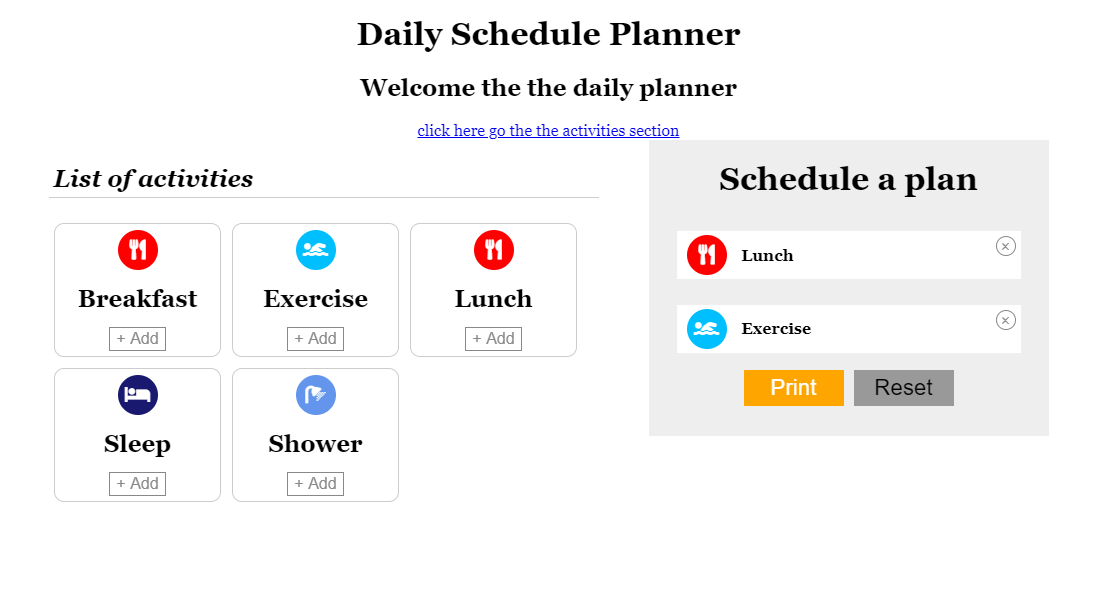 Daily Schedule Planner
Welcome the the daily planner
click here go the the activities section
List of activities
Breakfast
+ Add
Exercise
+ Add
Lunch
+ Add
Sleep
+ Add
Shower
+ Add
Schedule a plan
Lunch
Exercise
Print
Reset